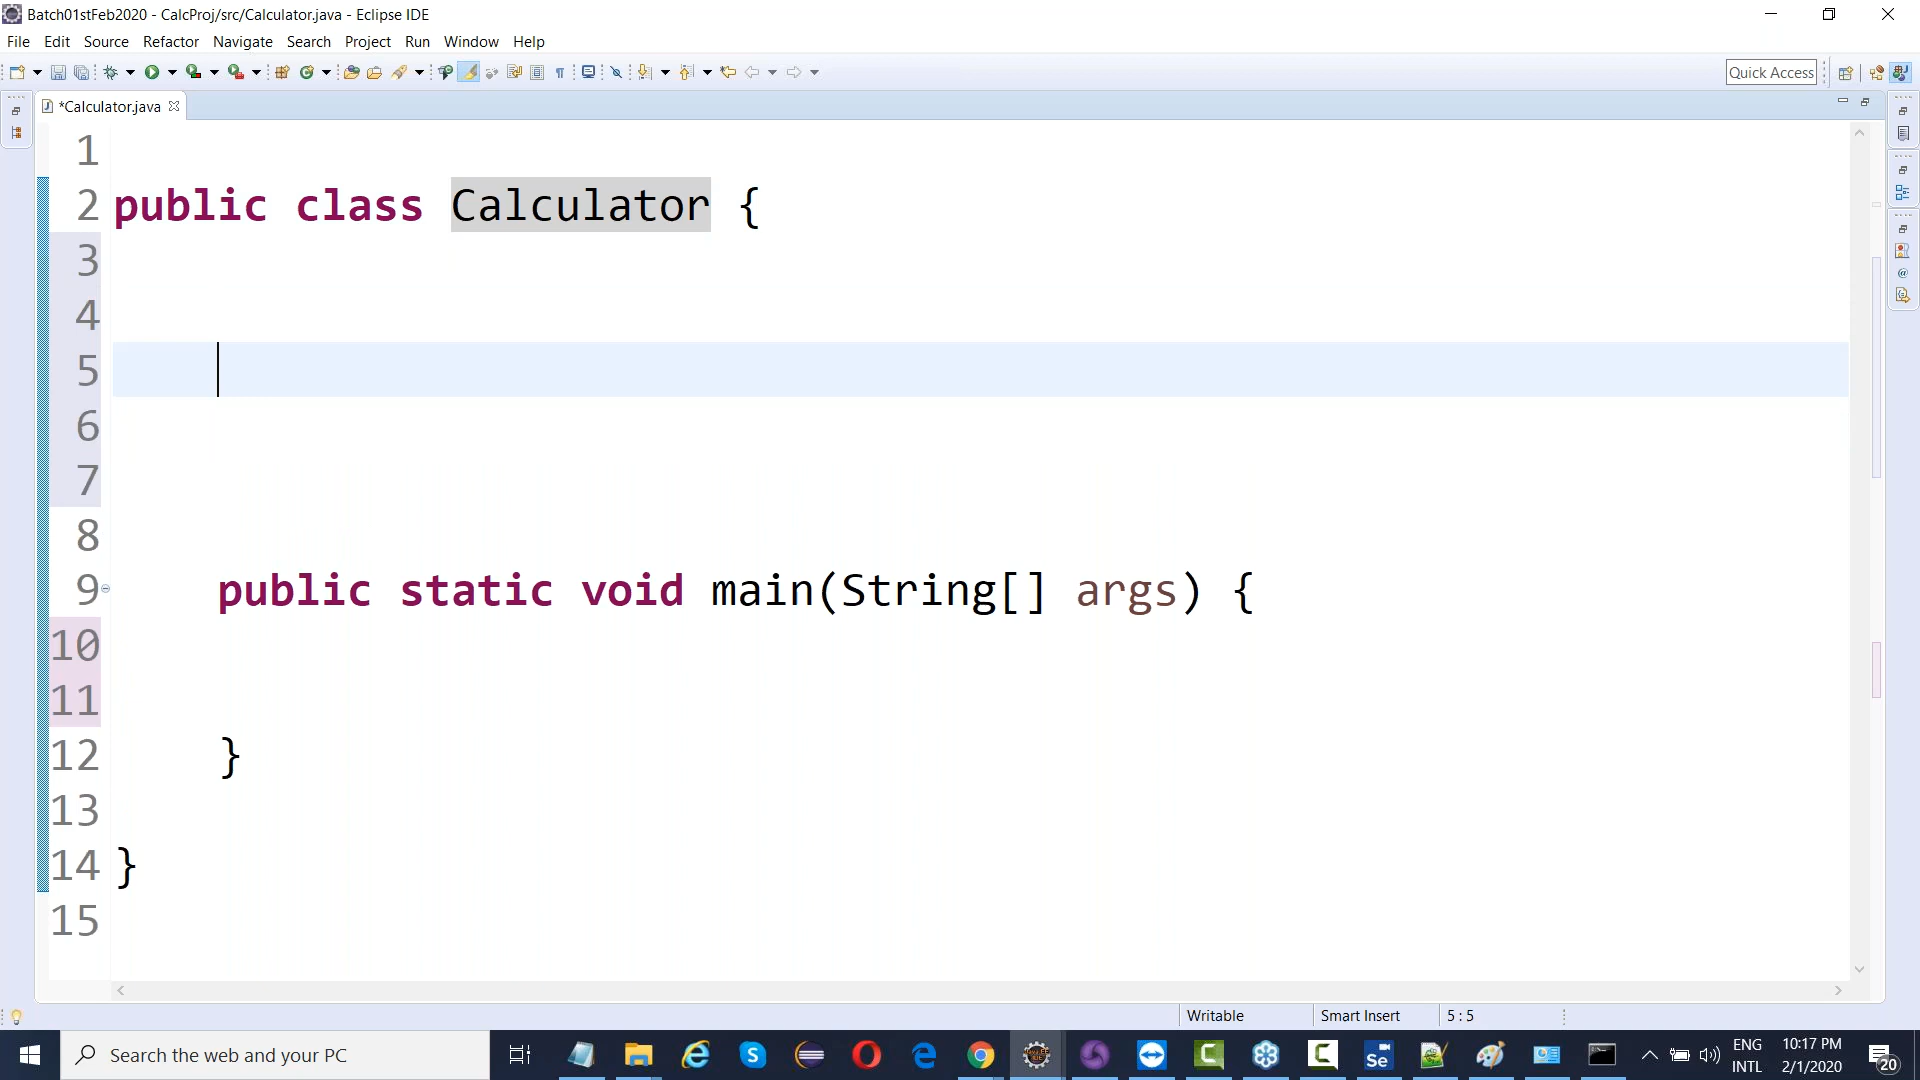 Batch01stFeb2020 - CalcProj/src/Calculator.java - Eclipse IDE
File Edit Source Refactor Navigate Search Project Run Window Help
Quick Access
*Calculator.java
1
2 public class Calculator {
3
4
5
6
7
8
9 public static void main(String[] args) {
10
11
12 }
13
14 }
15
Writable Smart Insert 5 : 5
Search the web and your PC
ENG 10:17 PM
INTL 2/1/2020 20
Se